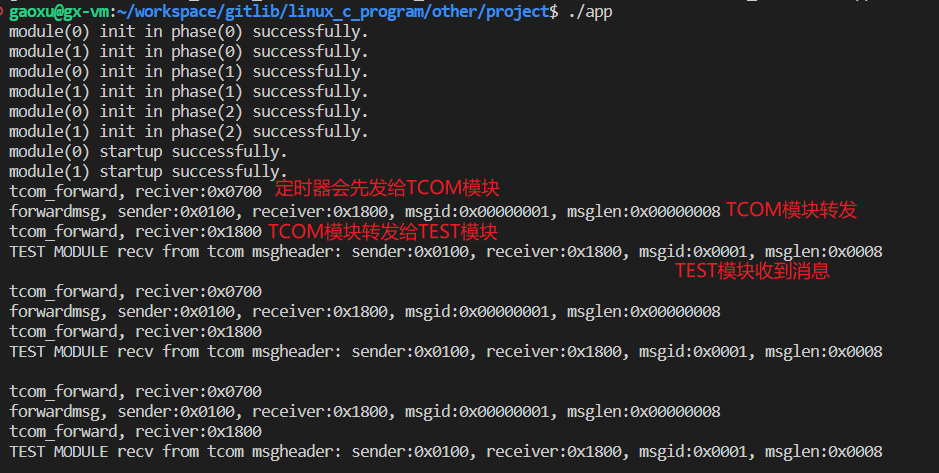 gaoxu@gx-vm:~/workspace/gitlib/linux_c_program/other/project$ ./app
module(0) init in phase(0) successfully.
module(1) init in phase(0) successfully.
module(0) init in phase(1) successfully.
module(1) init in phase(1) successfully.
module(0) init in phase(2) successfully.
module(1) init in phase(2) successfully.
module(0) startup successfully.
module(1) startup successfully.
tcom_forward, reciver:0x0700 定时器会先发给TCOM模块
forwardmsg, sender:0x0100, receiver:0x1800, msgid:0x00000001, msglen:0x00000008 TCOM模块转发
tcom_forward, reciver:0x1800 TCOM模块转发给TEST模块
TEST MODULE recv from tcom msgheader: sender:0x0100, receiver:0x1800, msgid:0x0001, msglen:0x0008
TEST模块收到消息
tcom_forward, reciver:0x0700
forwardmsg, sender:0x0100, receiver:0x1800, msgid:0x00000001, msglen:0x00000008
tcom_forward, reciver:0x1800
TEST MODULE recv from tcom msgheader: sender:0x0100, receiver:0x1800, msgid:0x0001, msglen:0x0008
tcom_forward, reciver:0x0700
forwardmsg, sender:0x0100, receiver:0x1800, msgid:0x00000001, msglen:0x00000008
tcom_forward, reciver:0x1800
TEST MODULE recv from tcom msgheader: sender:0x0100, receiver:0x1800, msgid:0x0001, msglen:0x0008